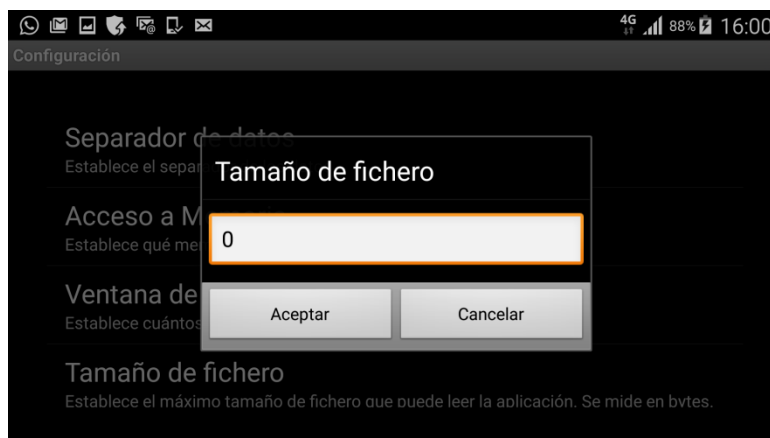 4G 88% 16:00
Configuración
Separador de datos
Establece el separ
Tamaño de fichero
Acceso a M
Establece qué me
0
Ventana de
Establece cuántos
Aceptar Cancelar
Tamaño de fichero
Establece el máximo tamaño de fichero que puede leer la aplicación. Se mide en bytes.